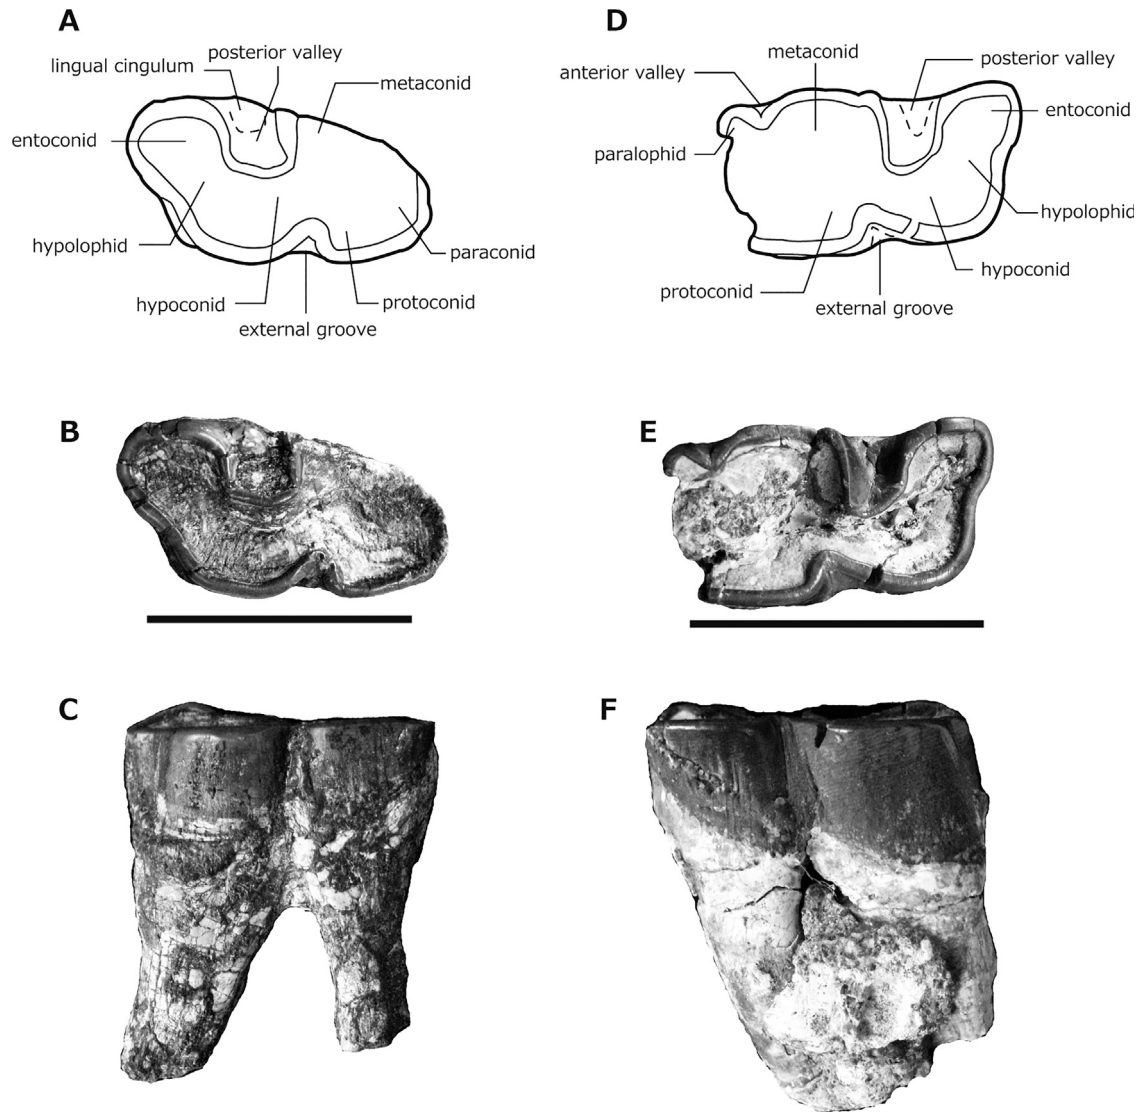 A
posterior valley
lingual cingulum
metaconid
entoconid
hypolophid
paraconid
hypoconid
protoconid
external groove
D
metaconid
posterior valley
anterior valley
entoconid
paralophid
hypolophid
hypoconid
protoconid
external groove
B
E
C
F